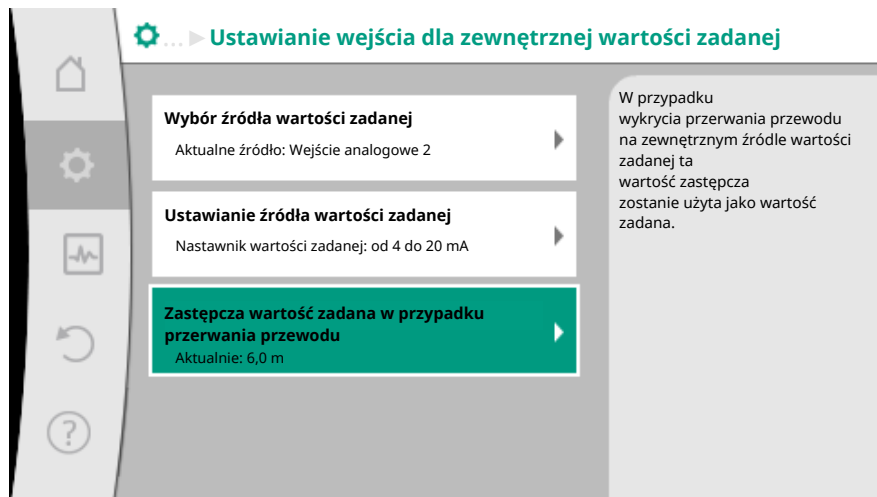 ... Ustawianie wejścia dla zewnętrznej wartości zadanej
Wybór źródła wartości zadanej
Aktualne źródło: Wejście analogowe 2
Ustawianie źródła wartości zadanej
Nastawnik wartości zadanej: od 4 do 20 mA
Zastępcza wartość zadana w przypadku
przerwania przewodu
Aktualnie: 6,0 m
W przypadku
wykrycia przerwania przewodu
na zewnętrznym źródle wartości
zadanej ta
wartość zastępcza
zostanie użyta jako wartość
zadana.
?